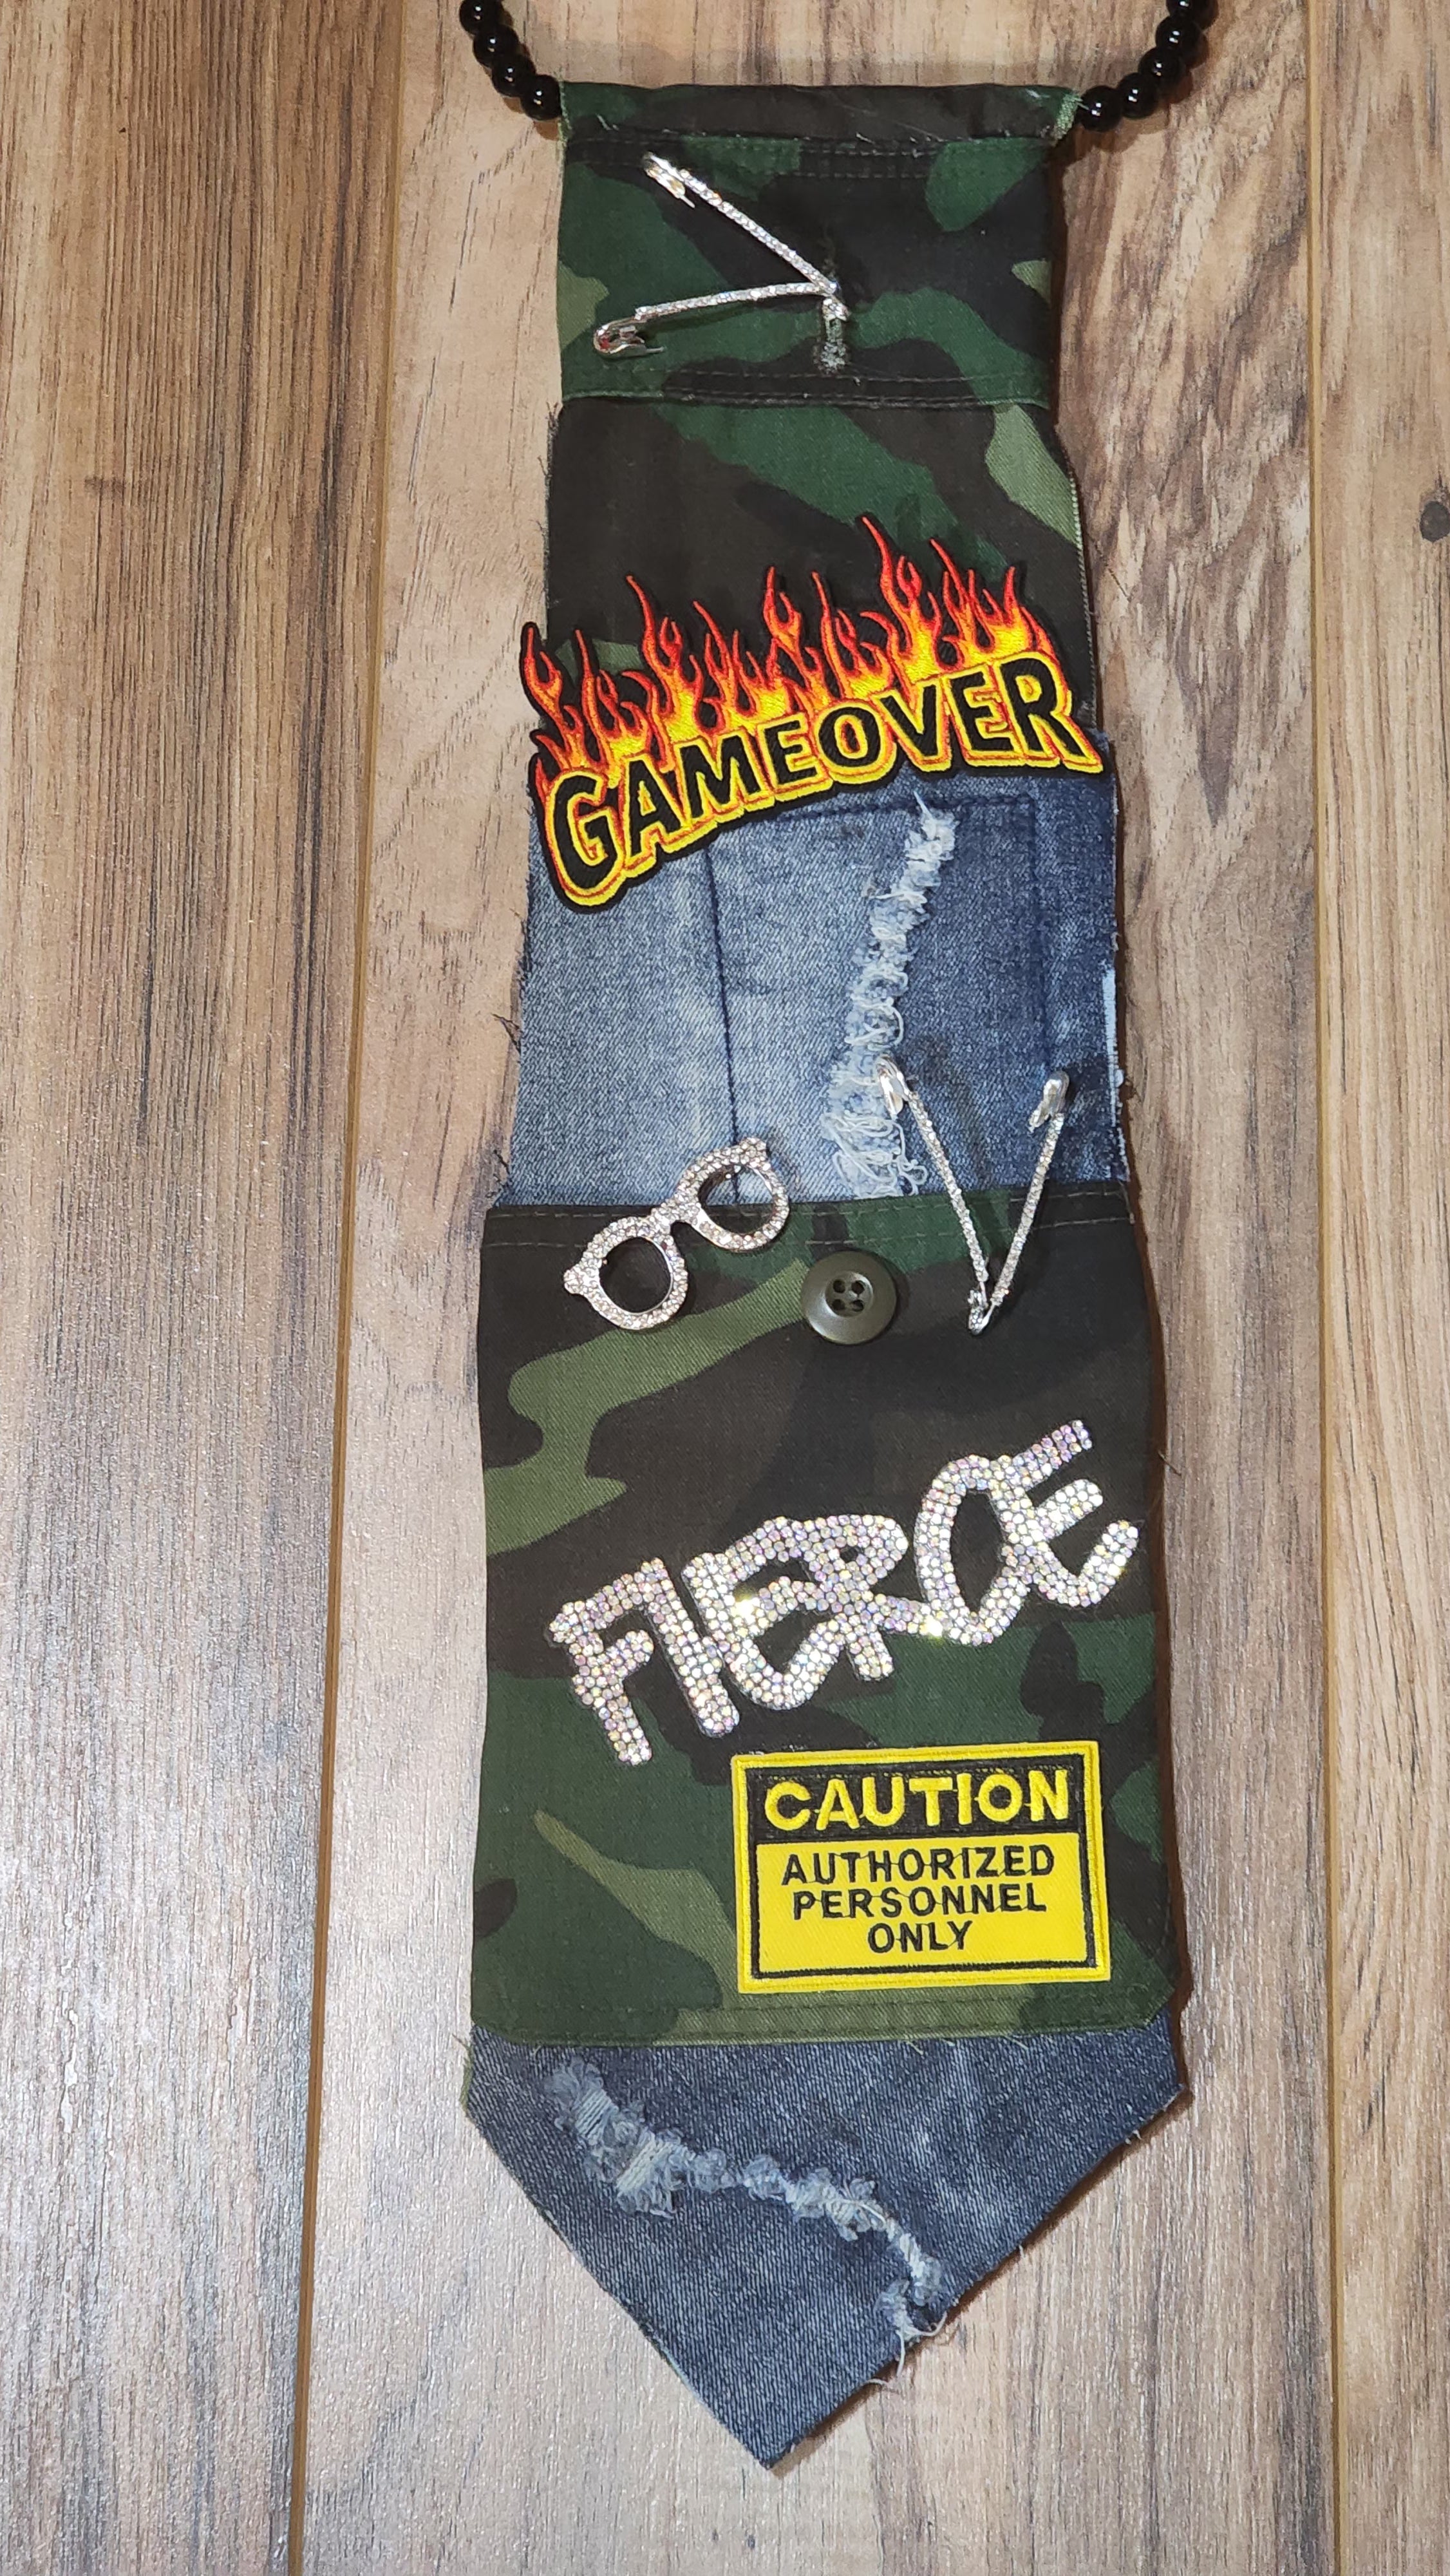 GAMEOVER
FIERCE
CAUTION
AUTHORIZED
PERSONNEL
ONLY